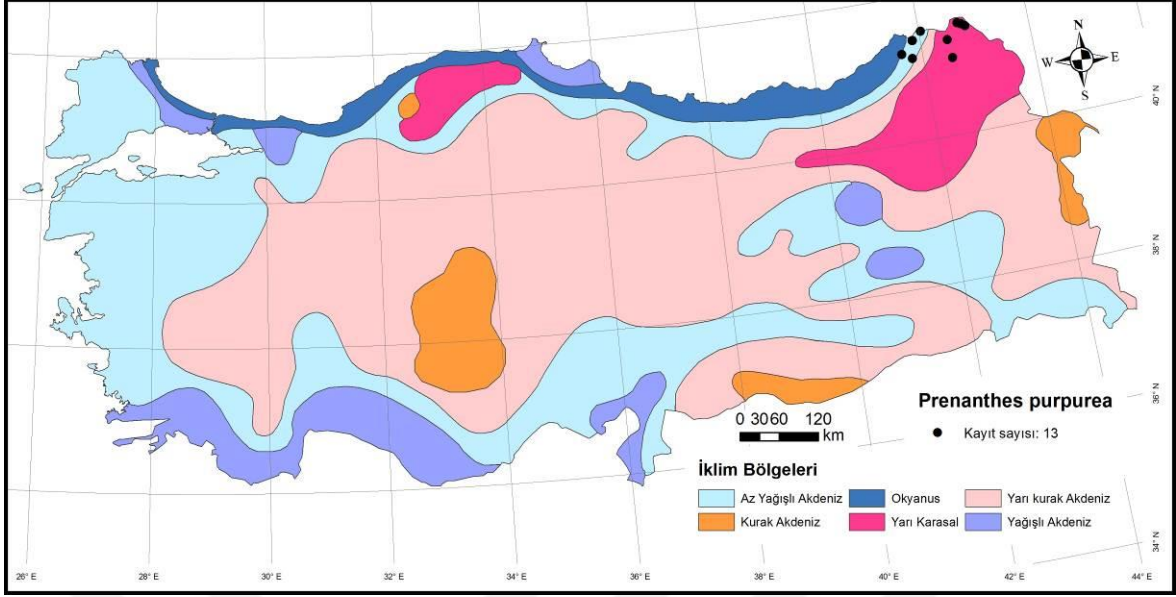 N
W E
S
40° N
38° N
36° N
34° N
Prenanthes purpurea
Kayıt sayısı: 13
0 30 60 120
km
İklim Bölgeleri
Az Yağışlı Akdeniz
Okyanus
Yarı kurak Akdeniz
Kurak Akdeniz
Yarı Karasal
Yağışlı Akdeniz
26° E 28° E 30° E 32° E 34° E 36° E 38° E 40° E 42° E 44° E